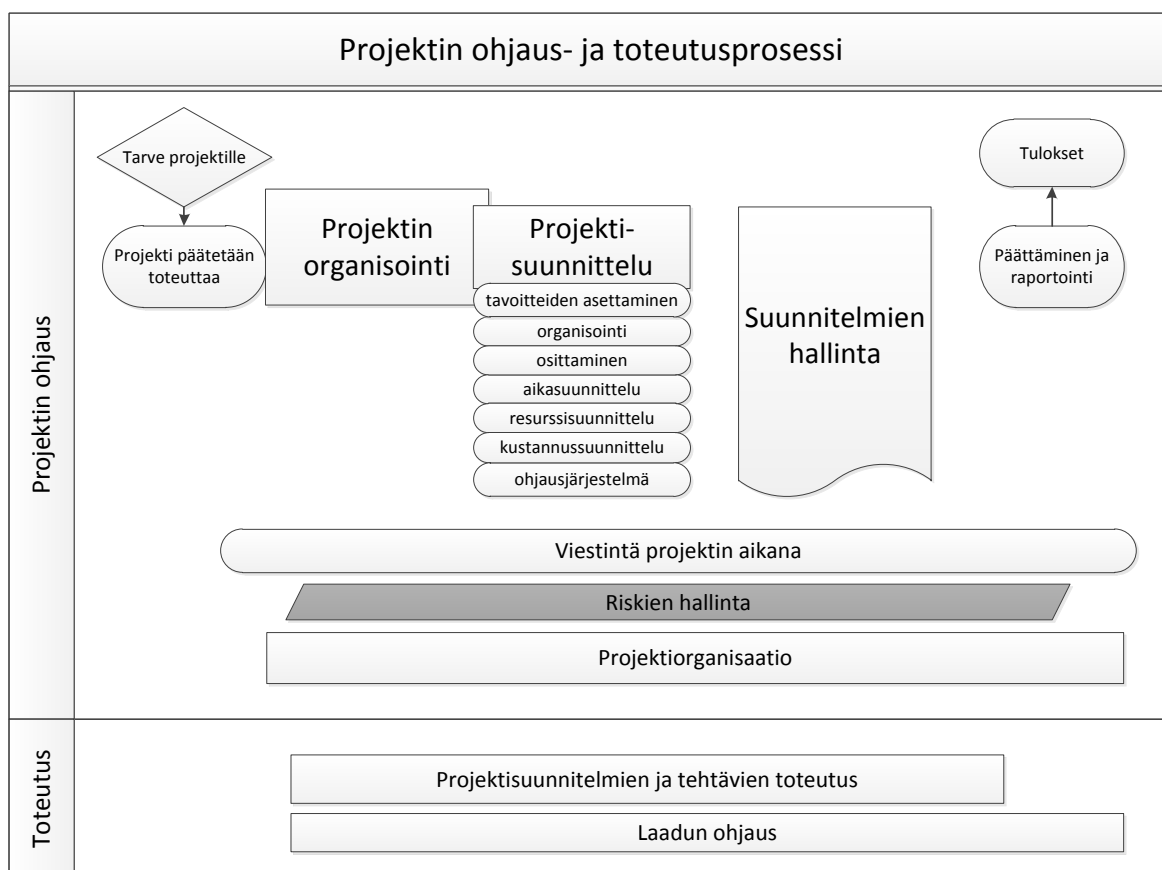 Projektin ohjaus- ja toteutusprosessi
Projektin ohjaus
Tarve projektille
Projekti päätetään
toteuttaa
Projektin
organisointi
Projekti-
suunnittelu
tavoitteiden asettaminen
organisointi
osittaminen
aikasuunnittelu
resurssisuunnittelu
kustannussuunnittelu
ohjausjärjestelmä
Suunnitelmien
hallinta
Tulokset
Päättäminen ja
raportointi
Viestintä projektin aikana
Riskien hallinta
Projektiorganisaatio
Toteutus
Projektisuunnitelmien ja tehtävien toteutus
Laadun ohjaus